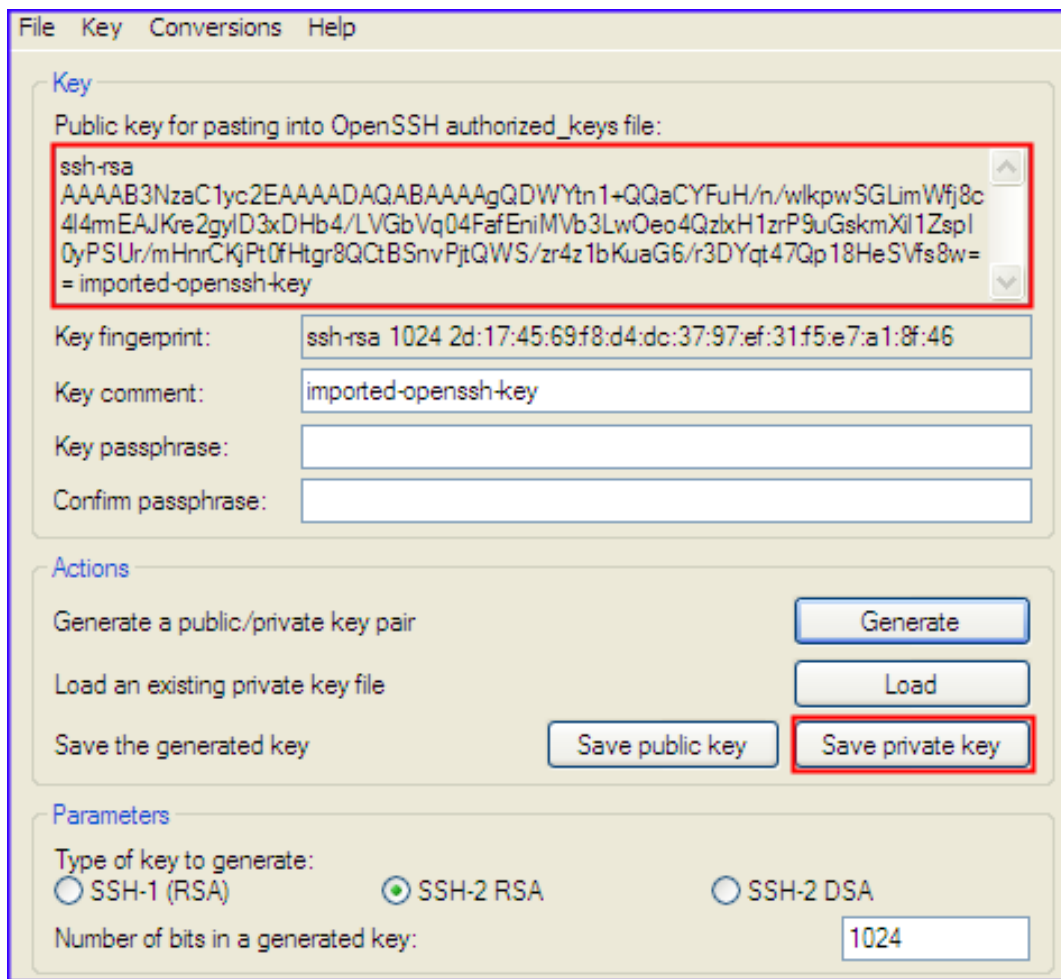 File Key Conversions Help
Key
Public key for pasting into OpenSSH authorized_keys file:
ssh-rsa
AAAAB3NzaC1yc2EAAAADAQABAAAAgQDWYtn1+QQaCYFuH/n/wlkpwSGLimWfj8c
4l4rmEAJKre2gylD3xDHb4/LVGbVq04FafEniMVb3LwOeo4QzlxH1zrP9uGskmXil1Zspl
0yPSUr/mHnrCKjPt0fHtgr8QCtBSnvPjtQWS/zr4z1bKuaG6/r3DYqt47Qp18HeSVfs8w=
= imported-openssh-key
Key fingerprint: ssh-rsa 1024 2d:17:45:69:f8:d4:dc:37:97:ef:31:f5:e7:a1:8f:46
Key comment: imported-openssh-key
Key passphrase:
Confirm passphrase:
Actions
Generate a public/private key pair Generate
Load an existing private key file Load
Save the generated key Save public key Save private key
Parameters
Type of key to generate:
SSH-1 (RSA) SSH-2 RSA SSH-2 DSA
Number of bits in a generated key: 1024